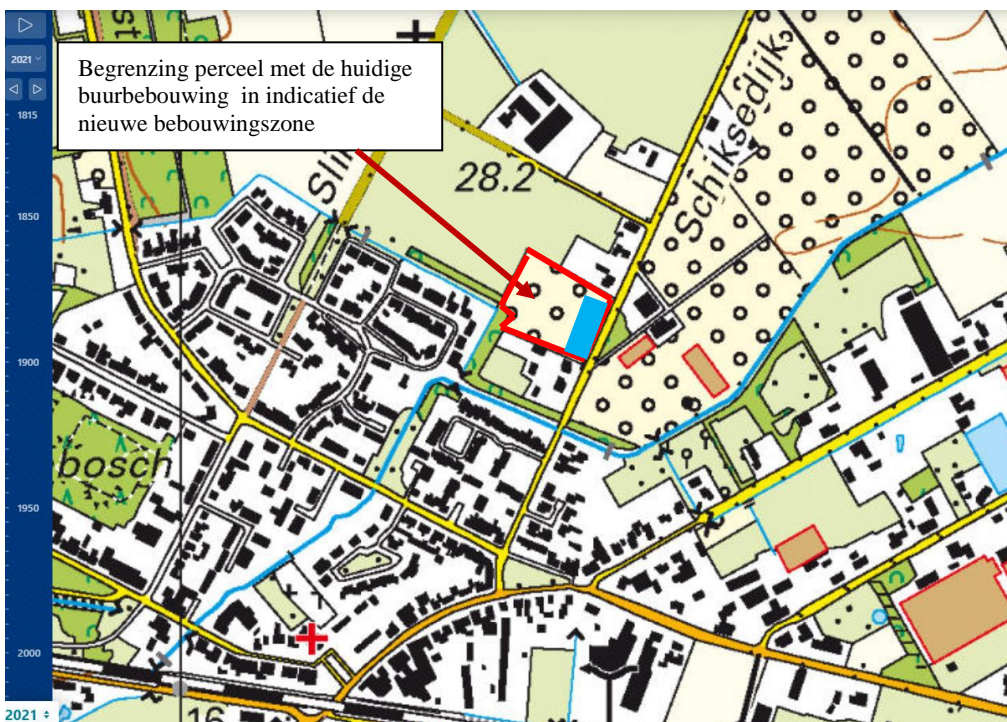 2021
1815
1850
1900
1950
2000
2021
Begrenzing perceel met de huidige
buurbebouwing in indicatief de
nieuwe bebouwingszone
28.2
Schiksedijk
bosch
16